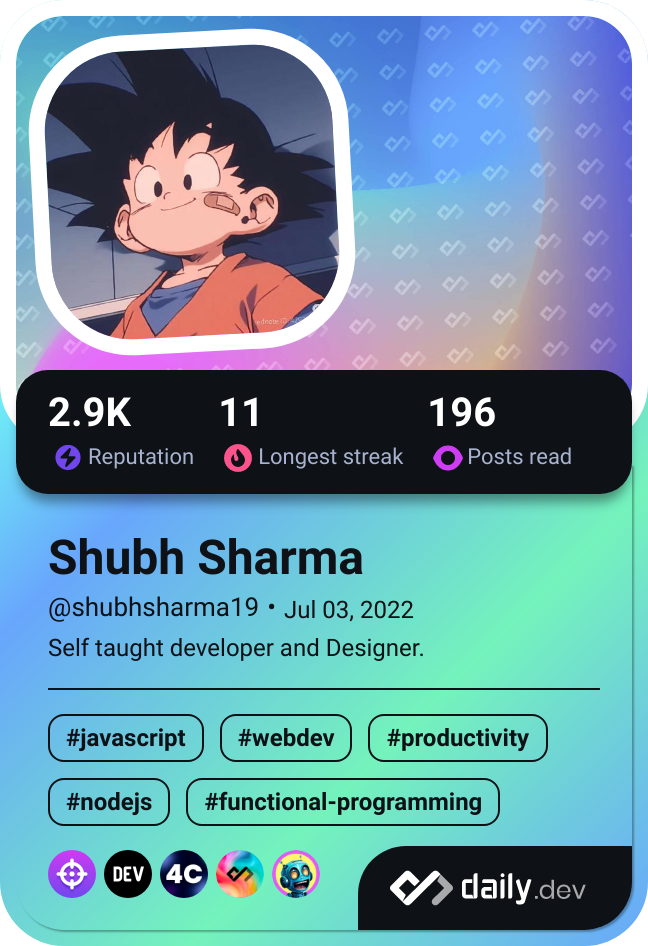 2.9K 11 196
Reputation Longest streak Posts read
Shubh Sharma
@shubhsharma19 • Jul 03, 2022
Self taught developer and Designer.
#javascript #webdev #productivity
#nodejs #functional-programming
DEV 4C
daily.dev